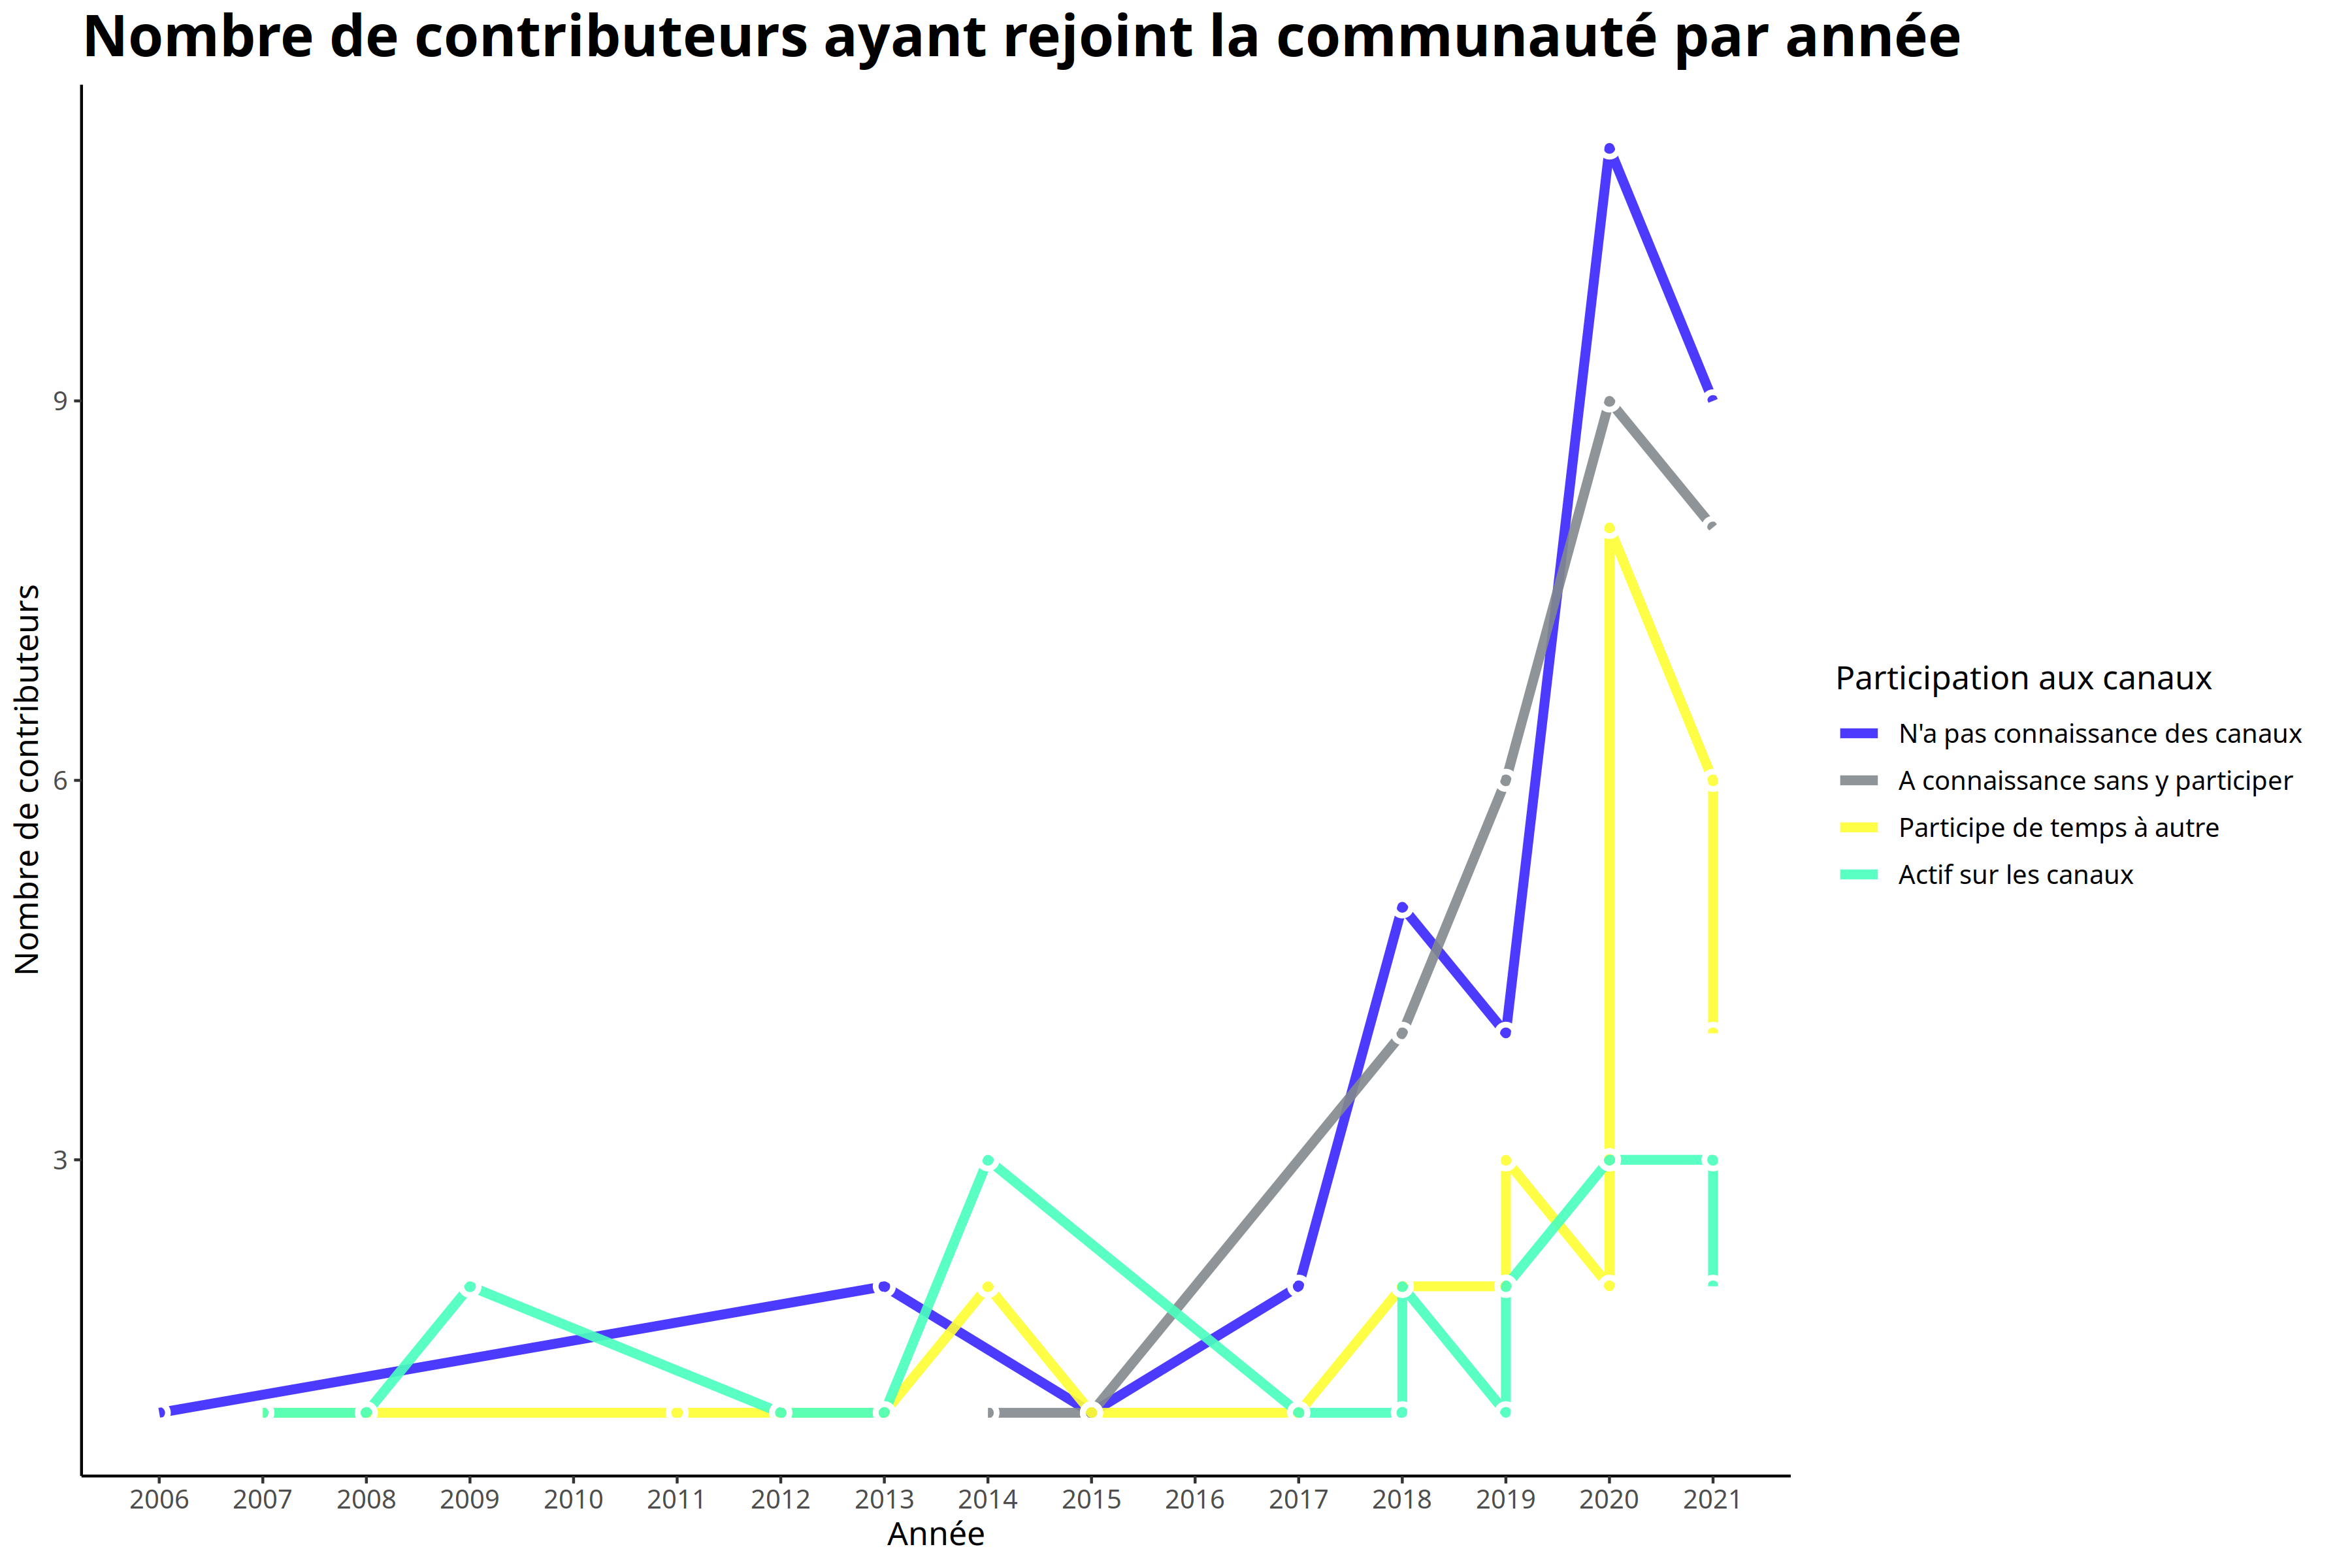 Nombre de contributeurs ayant rejoint la communauté par année
Nombre de contributeurs
9
6
3
2006 2007 2008 2009 2010 2011 2012 2013 2014 2015 2016 2017 2018 2019 2020 2021
Année
Participation aux canaux
N'a pas connaissance des canaux
A connaissance sans y participer
Participe de temps à autre
Actif sur les canaux